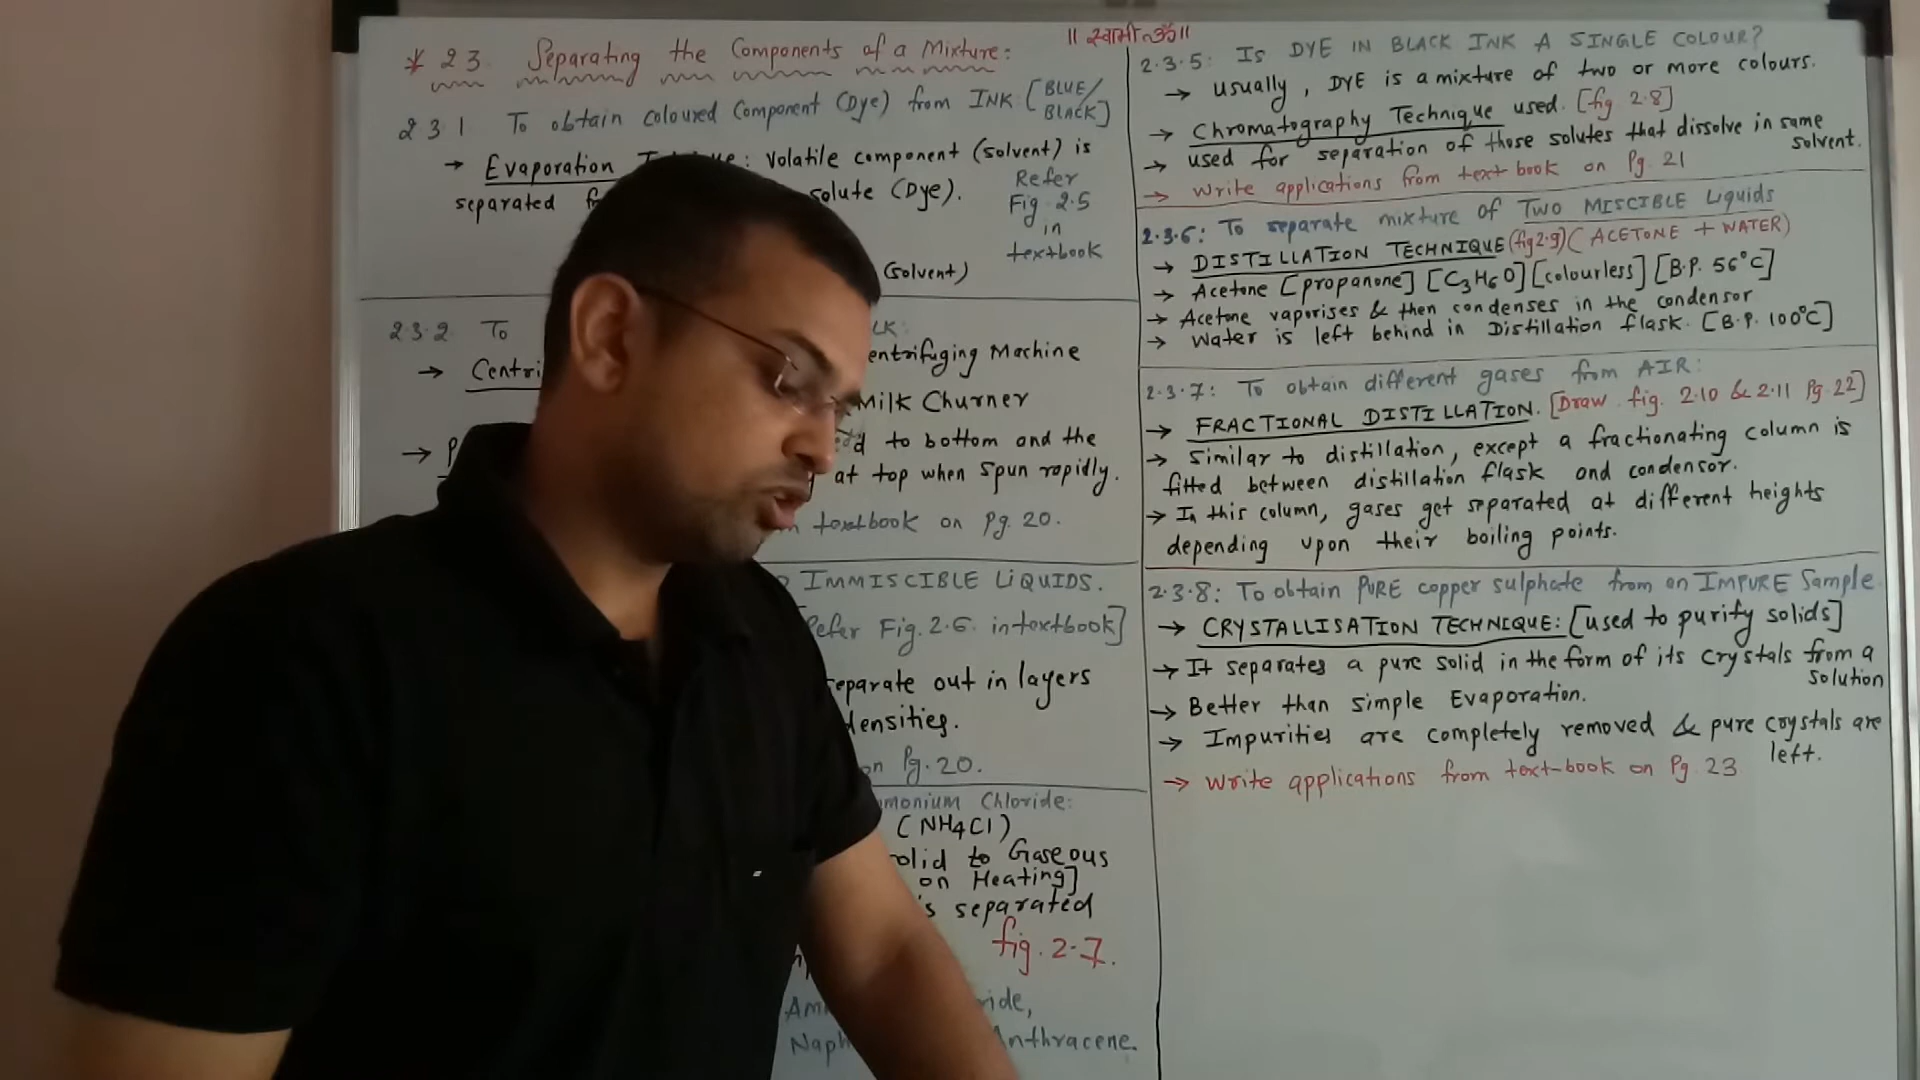 || स्वामी ॐ ||
* 2.3. Separating the Components of a Mixture:
2.3.1 To obtain coloured Component (Dye) from INK [BLUE/
BLACK]
→ Evaporation : Volatile component (solvent) is
separated solute (Dye).
Refer
Fig 2.5
in
textbook
(solvent)
2.3.2 To
→ entrifuging Machine
Milk Churner
→ to bottom and the
at top when spun rapidly.
textbook on Pg. 20.
IMMISCIBLE LiQUIDS.
Refer Fig. 2.6. in textbook]
separate out in layers
densities.
on Pg. 20.
mmonium Chloride:
(NH4Cl)
olid to Gaseous
on Heating]
is separated
fig. 2.7.
Anthracene.
2.3.5: Is DYE IN BLACK INK A SINGLE COLOUR?
→ usually, DYE is a mixture of two or more colours.
→ Chromatography Technique used. [fig 2.8]
→ used for separation of those solutes that dissolve in same
solvent.
→ write applications from text book on Pg. 21
2.3.6: To separate mixture of TWO MISCIBLE Liquids
→ DISTILLATION TECHNIQUE (fig 2.9) (ACETONE + WATER)
→ Acetone [propanone] [C3H6O] [colourless] [B.P. 56°C]
→ Acetone vaporises & then condenses in the condensor
→ Water is left behind in Distillation flask. [B.P. 100°C]
2.3.7: To obtain different gases from AIR:
→ FRACTIONAL DISTILLATION. [Draw fig. 2.10 & 2.11 Pg. 22]
→ Similar to distillation, except a fractionating column is
fitted between distillation flask and condensor.
→ In this column, gases get separated at different heights
depending upon their boiling points.
2.3.8: To obtain PURE copper sulphate from an IMPURE Sample
→ CRYSTALLISATION TECHNIQUE: [used to purify solids]
→ It separates a pure solid in the form of its crystals from a
solution
→ Better than simple Evaporation.
→ Impurities are completely removed & pure crystals are
left.
→ write applications from text-book on Pg. 23